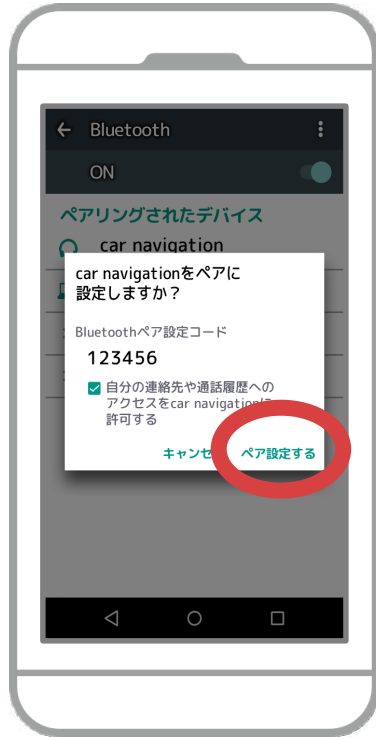 Bluetooth
ON
ペアリングされたデバイス
car navigation
car navigationをペアに
設定しますか？
Bluetoothペア設定コード
123456
自分の連絡先や通話履歴への
アクセスをcar navigationに
許可する
キャンセ
ペア設定する